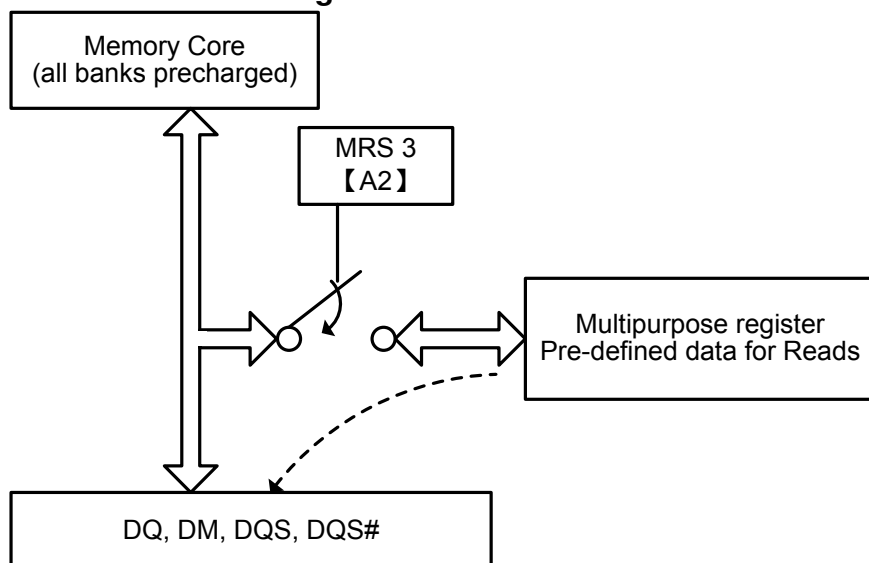 Memory Core
(all banks precharged)
MRS 3
【A2】
Multipurpose register
Pre-defined data for Reads
DQ, DM, DQS, DQS#